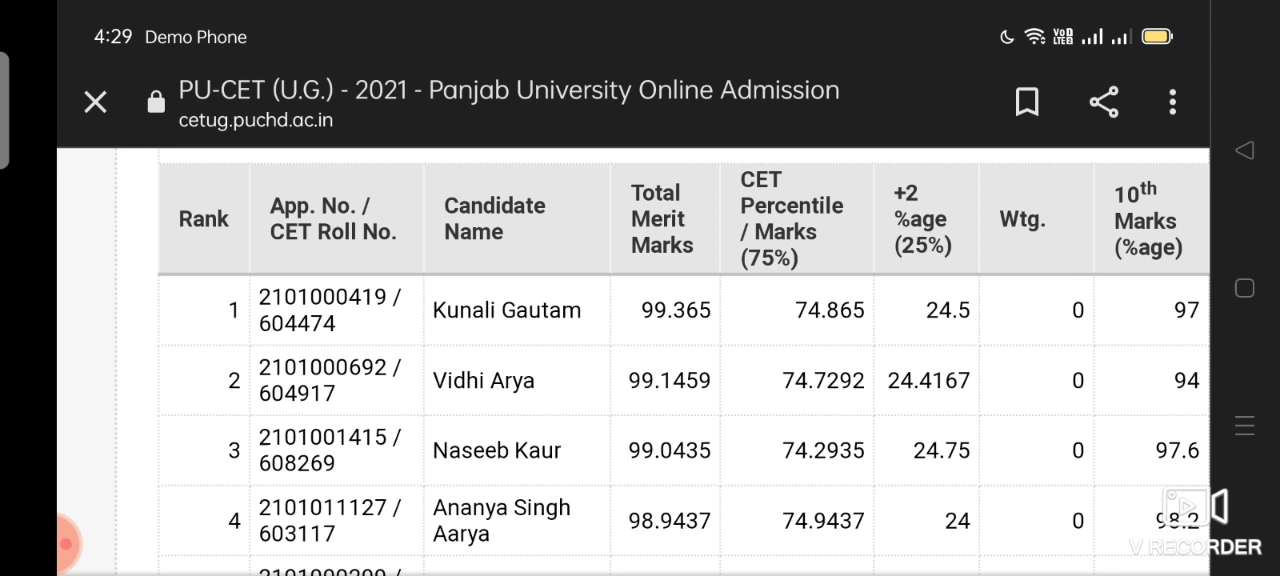 4:29 Demo Phone
VoD LTE2
PU-CET (U.G.) - 2021 - Panjab University Online Admission
cetug.puchd.ac.in
Rank App. No. / CET Roll No. Candidate Name Total Merit Marks CET Percentile / Marks (75%) +2 %age (25%) Wtg. 10th Marks (%age)
1 2101000419 / 604474 Kunali Gautam 99.365 74.865 24.5 0 97
2 2101000692 / 604917 Vidhi Arya 99.1459 74.7292 24.4167 0 94
3 2101001415 / 608269 Naseeb Kaur 99.0435 74.2935 24.75 0 97.6
4 2101011127 / 603117 Ananya Singh Aarya 98.9437 74.9437 24 0 98.2
V RECORDER